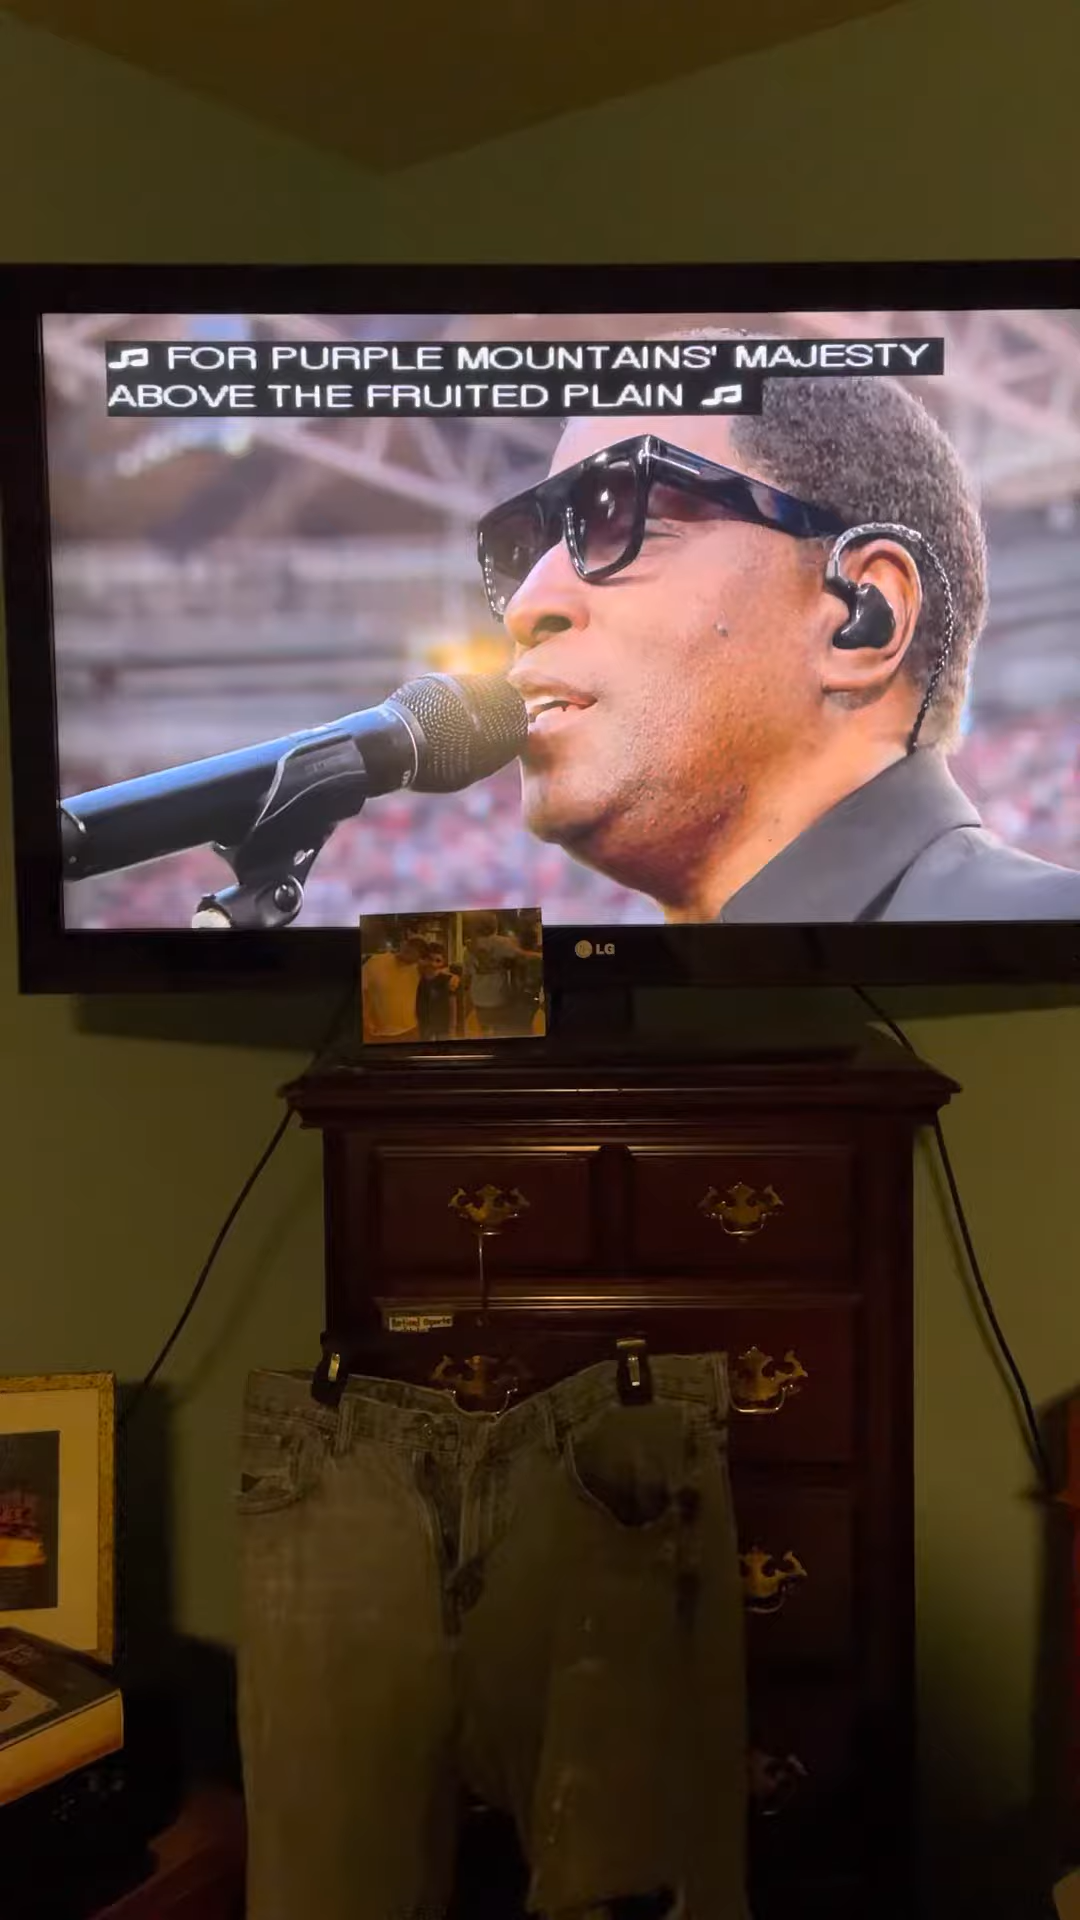 ♫ FOR PURPLE MOUNTAINS' MAJESTY
ABOVE THE FRUITED PLAIN ♫
LG